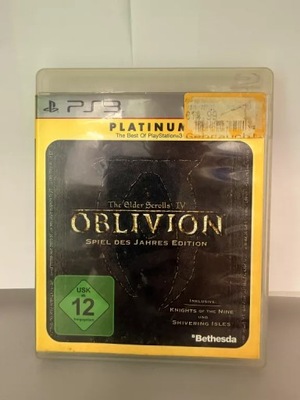 PS3
PLATINUM
The Best Of PlayStation®3
The Elder Scrolls IV
OBLIVION
SPIEL DES JAHRES EDITION
USK
12
INCLUDING
KNIGHTS OF THE NINE
AND
SHIVERING ISLES
Bethesda